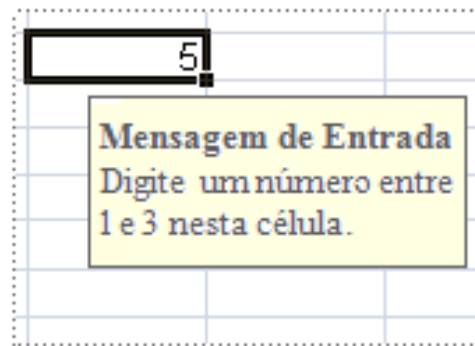 5
Mensagem de Entrada
Digite um número entre
1 e 3 nesta célula.